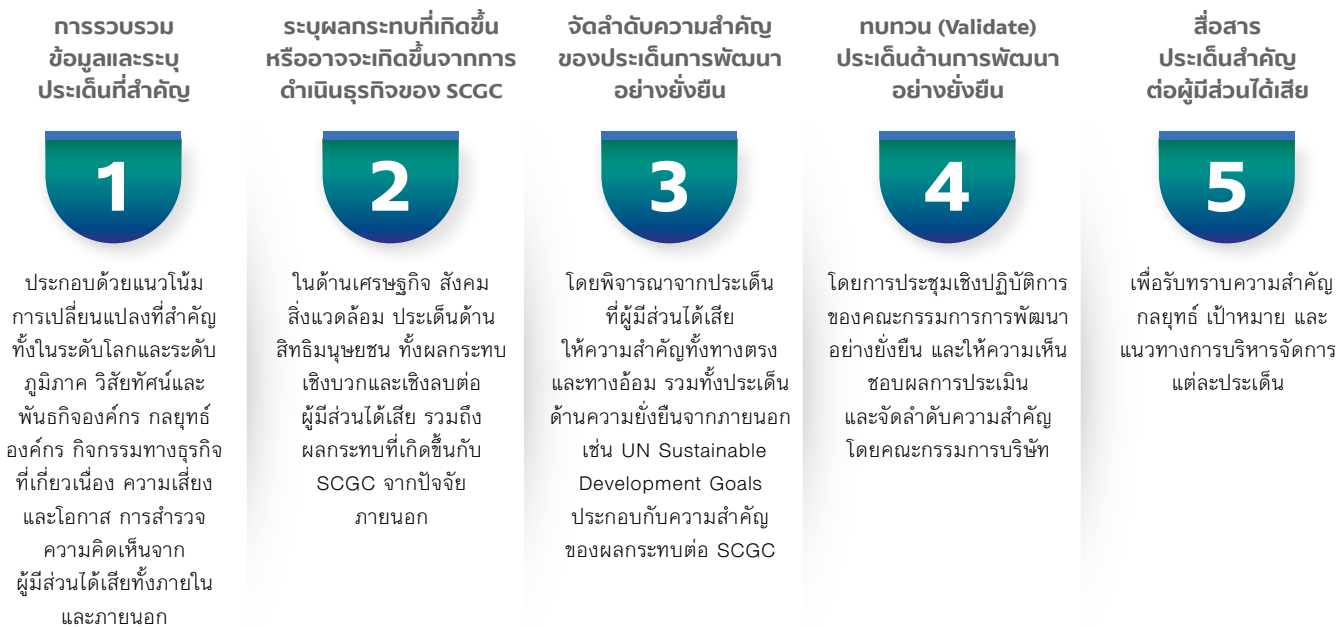 การรวบรวม
ข้อมูลและระบุ
ประเด็นที่สำคัญ
1
ประกอบด้วยแนวโน้ม
การเปลี่ยนแปลงที่สำคัญ
ทั้งในระดับโลกและระดับ
ภูมิภาค วิสัยทัศน์และ
พันธกิจองค์กร กลยุทธ์
องค์กร กิจกรรมทางธุรกิจ
ที่เกี่ยวเนื่อง ความเสี่ยง
และโอกาส การสำรวจ
ความคิดเห็นจาก
ผู้มีส่วนได้เสียทั้งภายใน
และภายนอก
ระบุผลกระทบที่เกิดขึ้น
หรืออาจจะเกิดขึ้นจากการ
ดำเนินธุรกิจของ SCGC
2
ในด้านเศรษฐกิจ สังคม
สิ่งแวดล้อม ประเด็นด้าน
สิทธิมนุษยชน ทั้งผลกระทบ
เชิงบวกและเชิงลบต่อ
ผู้มีส่วนได้เสีย รวมถึง
ผลกระทบที่เกิดขึ้นกับ
SCGC จากปัจจัย
ภายนอก
จัดลำดับความสำคัญ
ของประเด็นการพัฒนา
อย่างยั่งยืน
3
โดยพิจารณาจากประเด็น
ที่ผู้มีส่วนได้เสีย
ให้ความสำคัญทั้งทางตรง
และทางอ้อม รวมทั้งประเด็น
ด้านความยั่งยืนจากภายนอก
เช่น UN Sustainable
Development Goals
ประกอบกับความสำคัญ
ของผลกระทบต่อ SCGC
ทบทวน (Validate)
ประเด็นด้านการพัฒนา
อย่างยั่งยืน
4
โดยการประชุมเชิงปฏิบัติการ
ของคณะกรรมการการพัฒนา
อย่างยั่งยืน และให้ความเห็น
ชอบผลการประเมิน
และจัดลำดับความสำคัญ
โดยคณะกรรมการบริษัท
สื่อสาร
ประเด็นสำคัญ
ต่อผู้มีส่วนได้เสีย
5
เพื่อรับทราบความสำคัญ
กลยุทธ์ เป้าหมาย และ
แนวทางการบริหารจัดการ
แต่ละประเด็น